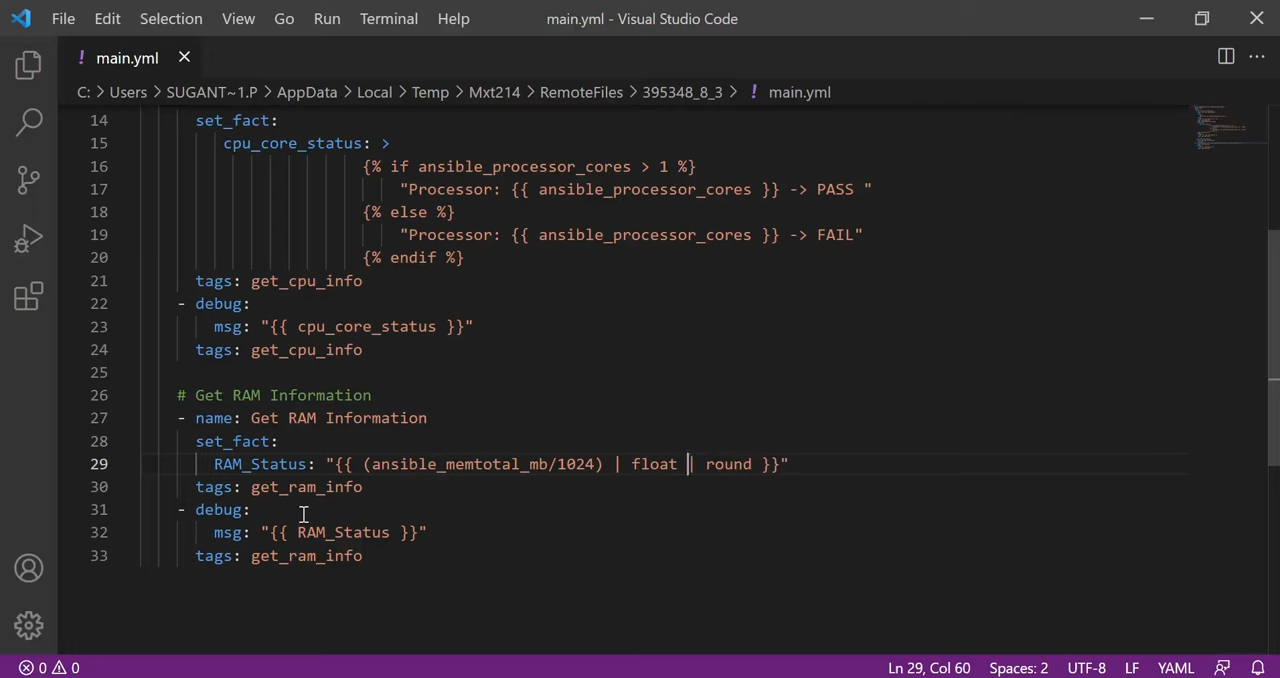 File Edit Selection View Go Run Terminal Help main.yml - Visual Studio Code
! main.yml
C: > Users > SUGANT~1.P > AppData > Local > Temp > Mxt214 > RemoteFiles > 395348_8_3 > ! main.yml
14 set_fact:
15 cpu_core_status: >
16 {% if ansible_processor_cores > 1 %}
17 "Processor: {{ ansible_processor_cores }} -> PASS "
18 {% else %}
19 "Processor: {{ ansible_processor_cores }} -> FAIL"
20 {% endif %}
21 tags: get_cpu_info
22 - debug:
23 msg: "{{ cpu_core_status }}"
24 tags: get_cpu_info
25
26 # Get RAM Information
27 - name: Get RAM Information
28 set_fact:
29 RAM_Status: "{{ (ansible_memtotal_mb/1024) | float | round }}"
30 tags: get_ram_info
31 - debug:
32 msg: "{{ RAM_Status }}"
33 tags: get_ram_info
0 0 Ln 29, Col 60 Spaces: 2 UTF-8 LF YAML